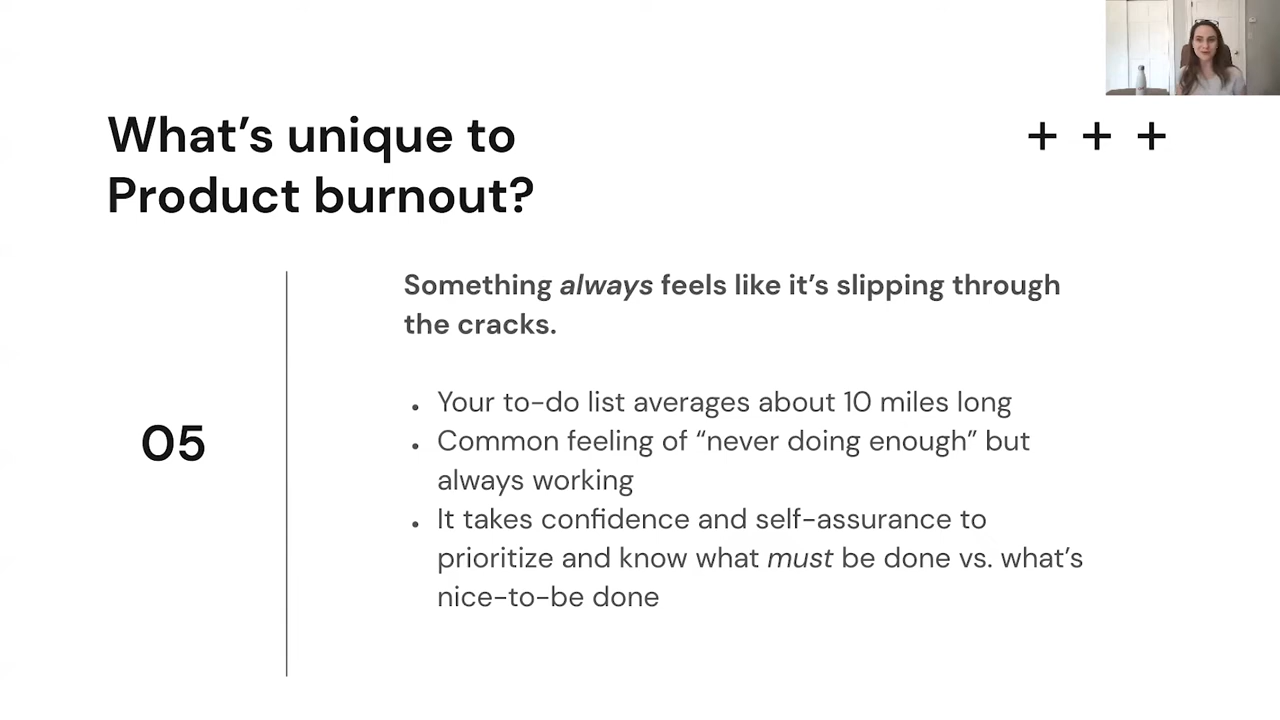 What’s unique to
Product burnout?
+ + +
05
Something always feels like it’s slipping through
the cracks.
• Your to-do list averages about 10 miles long
• Common feeling of “never doing enough” but
always working
• It takes confidence and self-assurance to
prioritize and know what must be done vs. what’s
nice-to-be done